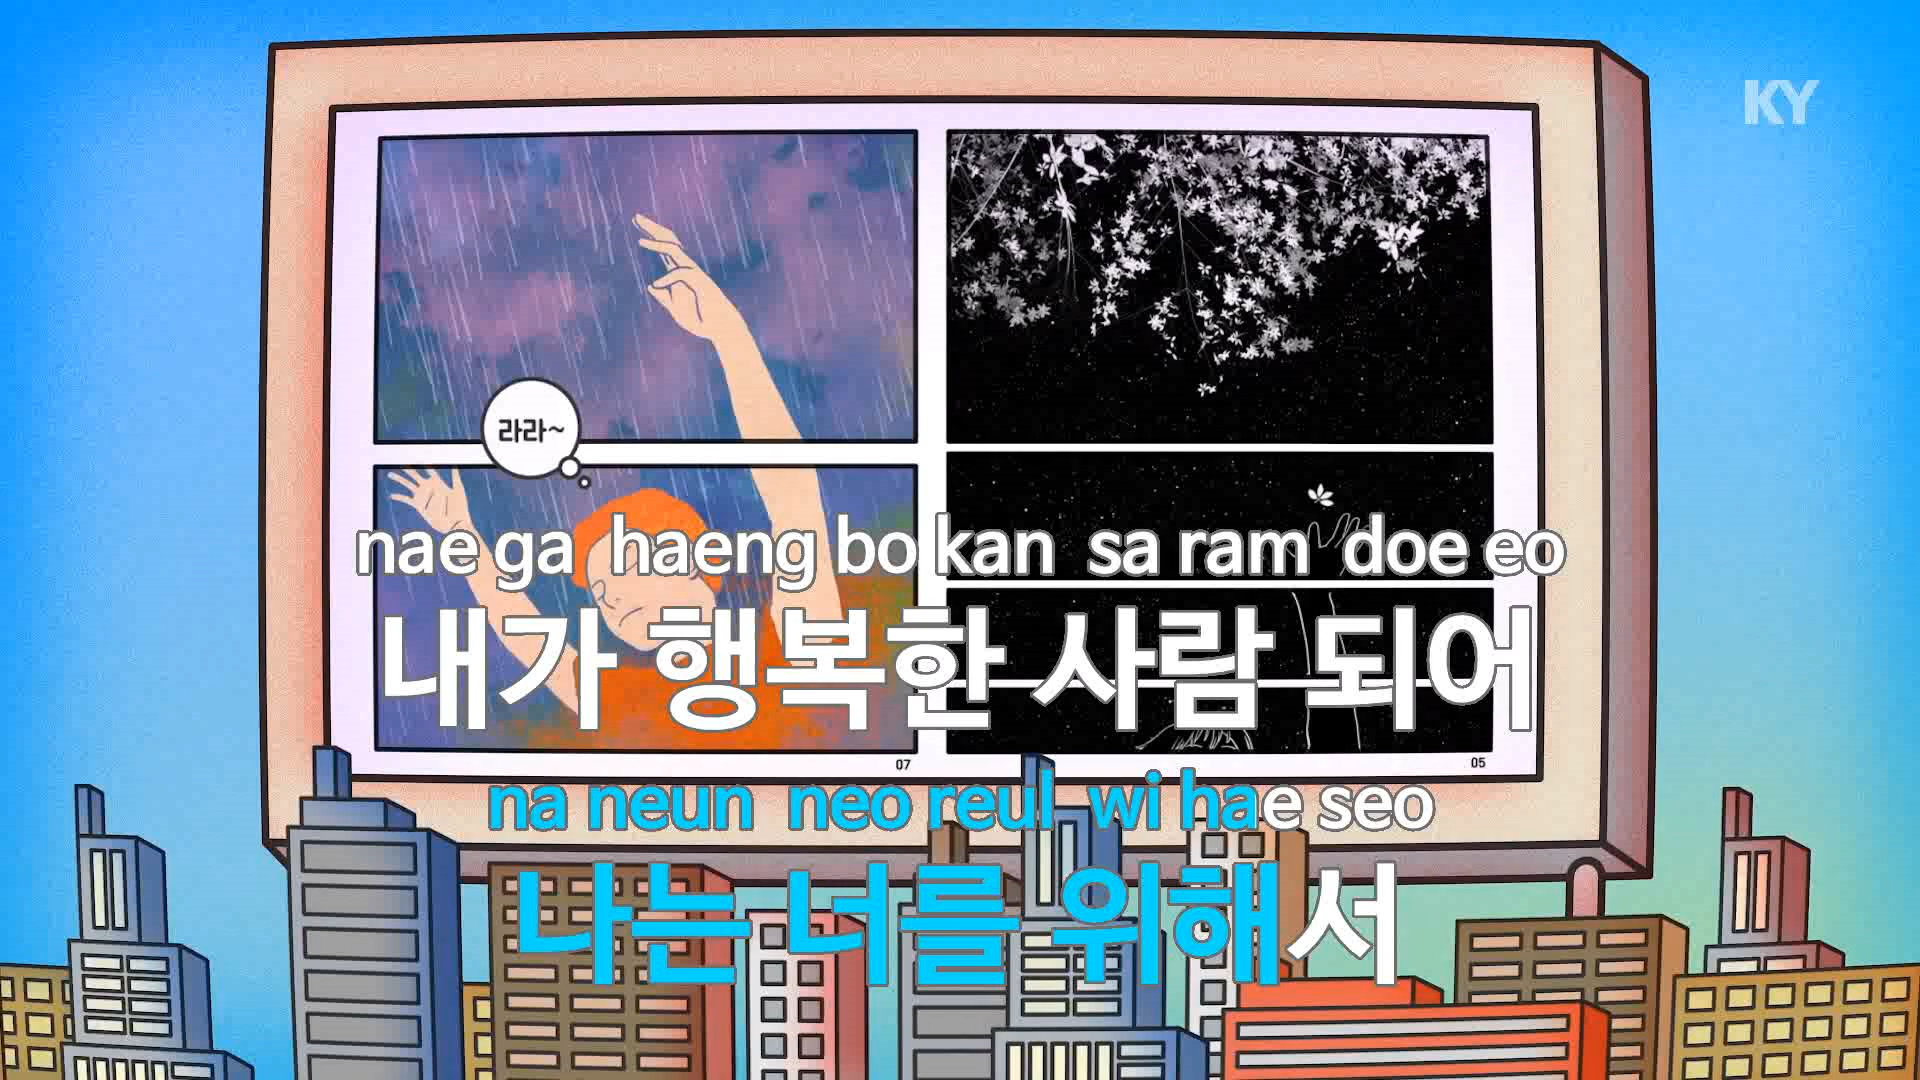 KY
라라~
nae ga haeng bo kan sa ram doe eo
내가 행복한 사람 되어
07
05
na neun neo reul wi hae seo
나는 너를 위해서